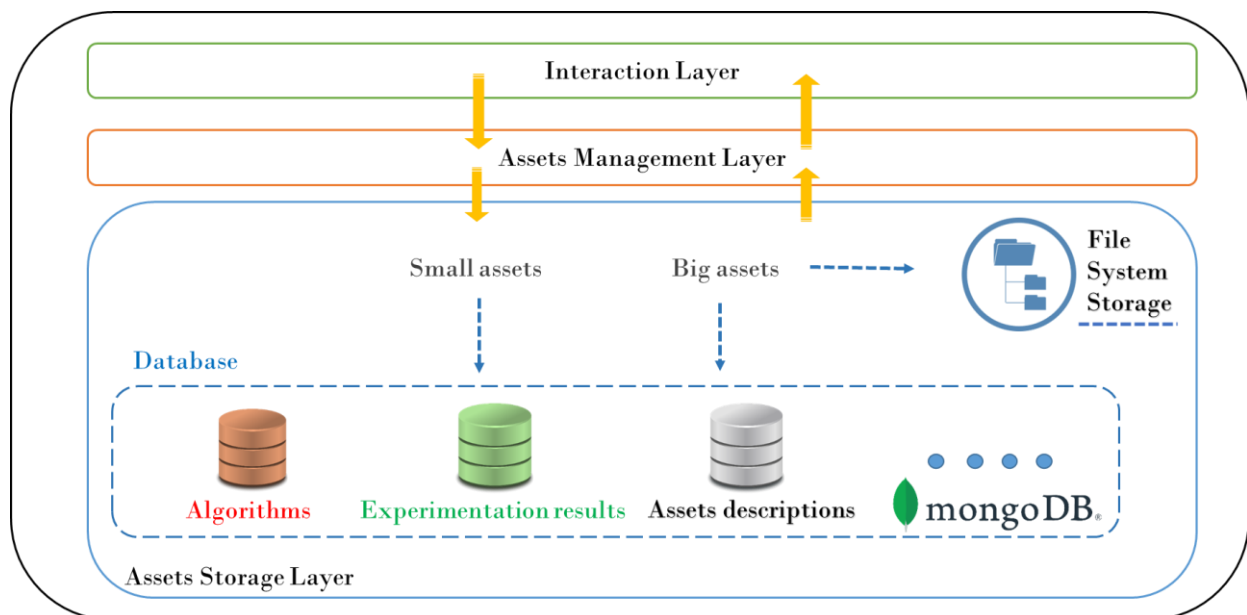 Interaction Layer
Assets Management Layer
Small assets
Big assets
File
System
Storage
Database
Algorithms
Experimentation results
Assets descriptions
mongoDB®
Assets Storage Layer